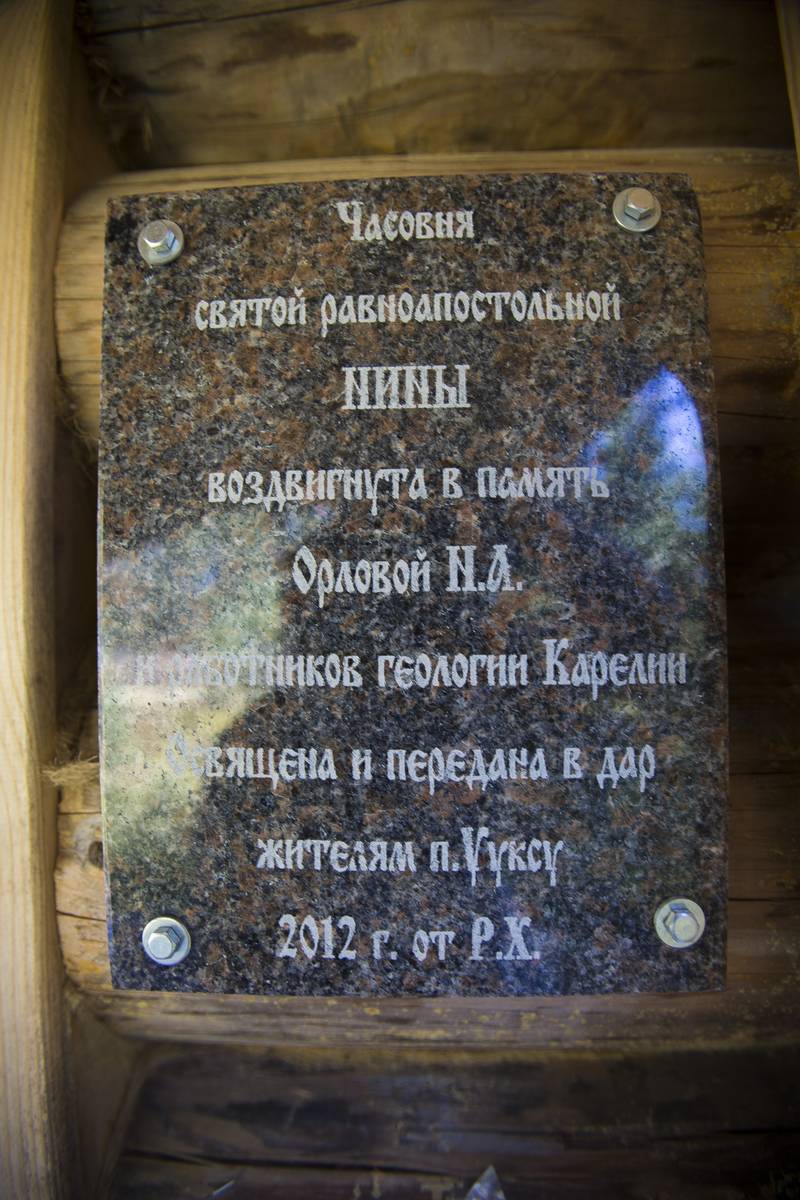 Часовня
святой равноапостольной
НИНЫ
воздвигнута в память
Орловой Н.А.
и работников геологии Карелии
Освящена и передана в дар
жителям п.Ууксу
2012 г. от Р.Х.